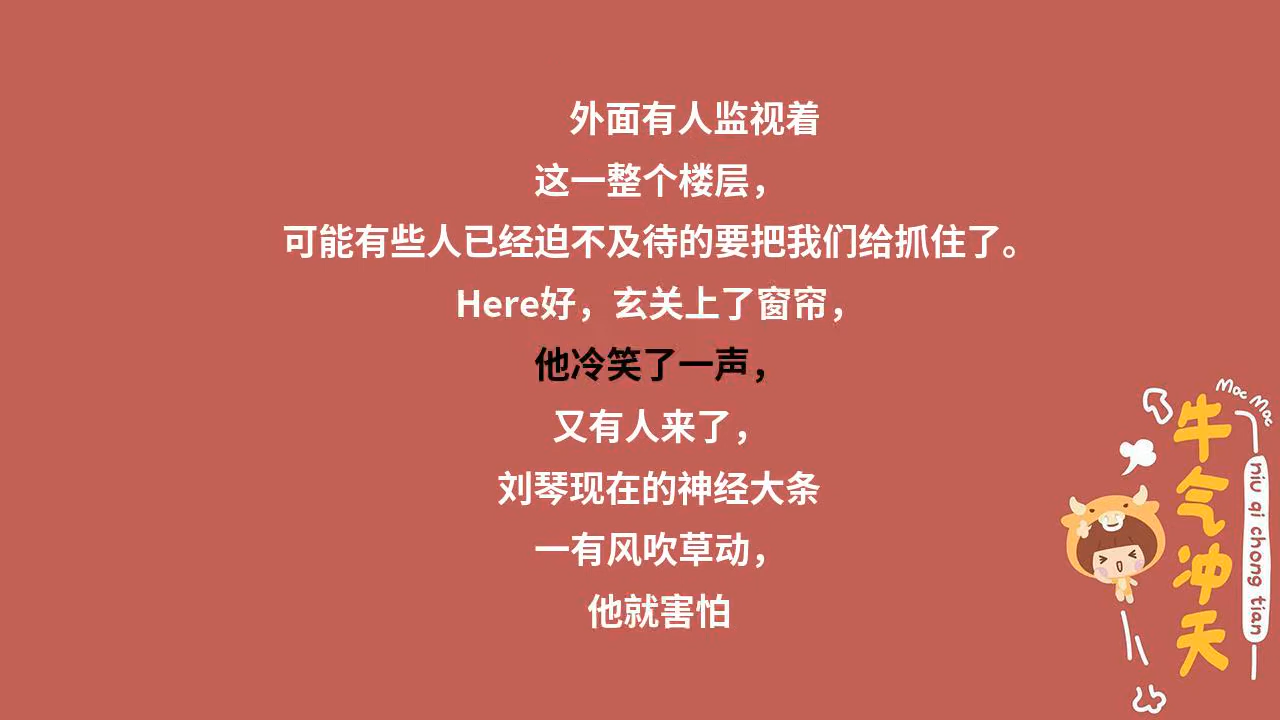 外面有人监视着
这一整个楼层，
可能有些人已经迫不及待的要把我们给抓住了。
Here好，玄关上了窗帘，
他冷笑了一声，
又有人来了，
刘琴现在的神经大条
一有风吹草动，
他就害怕
Moc Moc
牛气冲天
niu qi chong tian